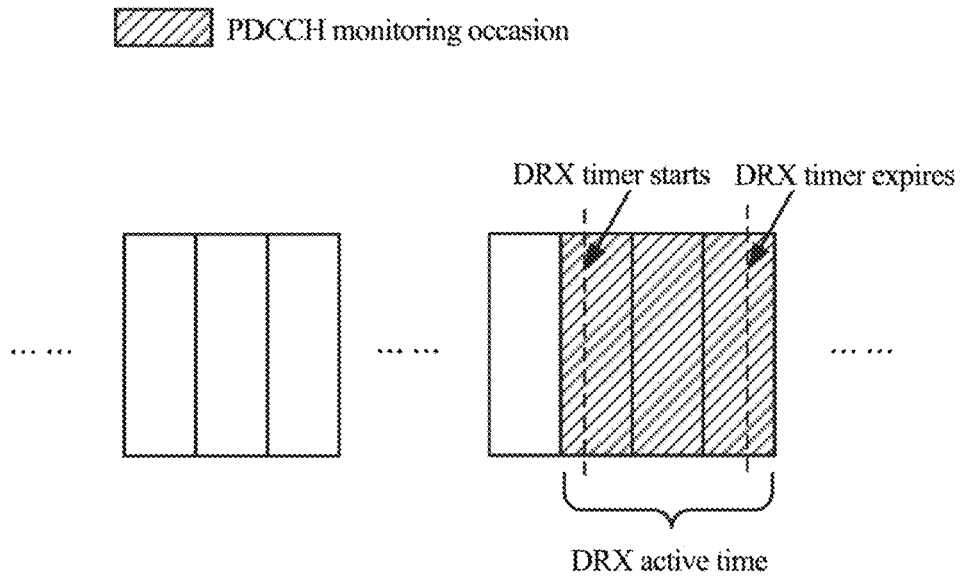 PDCCH monitoring occasion
DRX timer starts
DRX timer expires
... ...
... ...
... ...
DRX active time